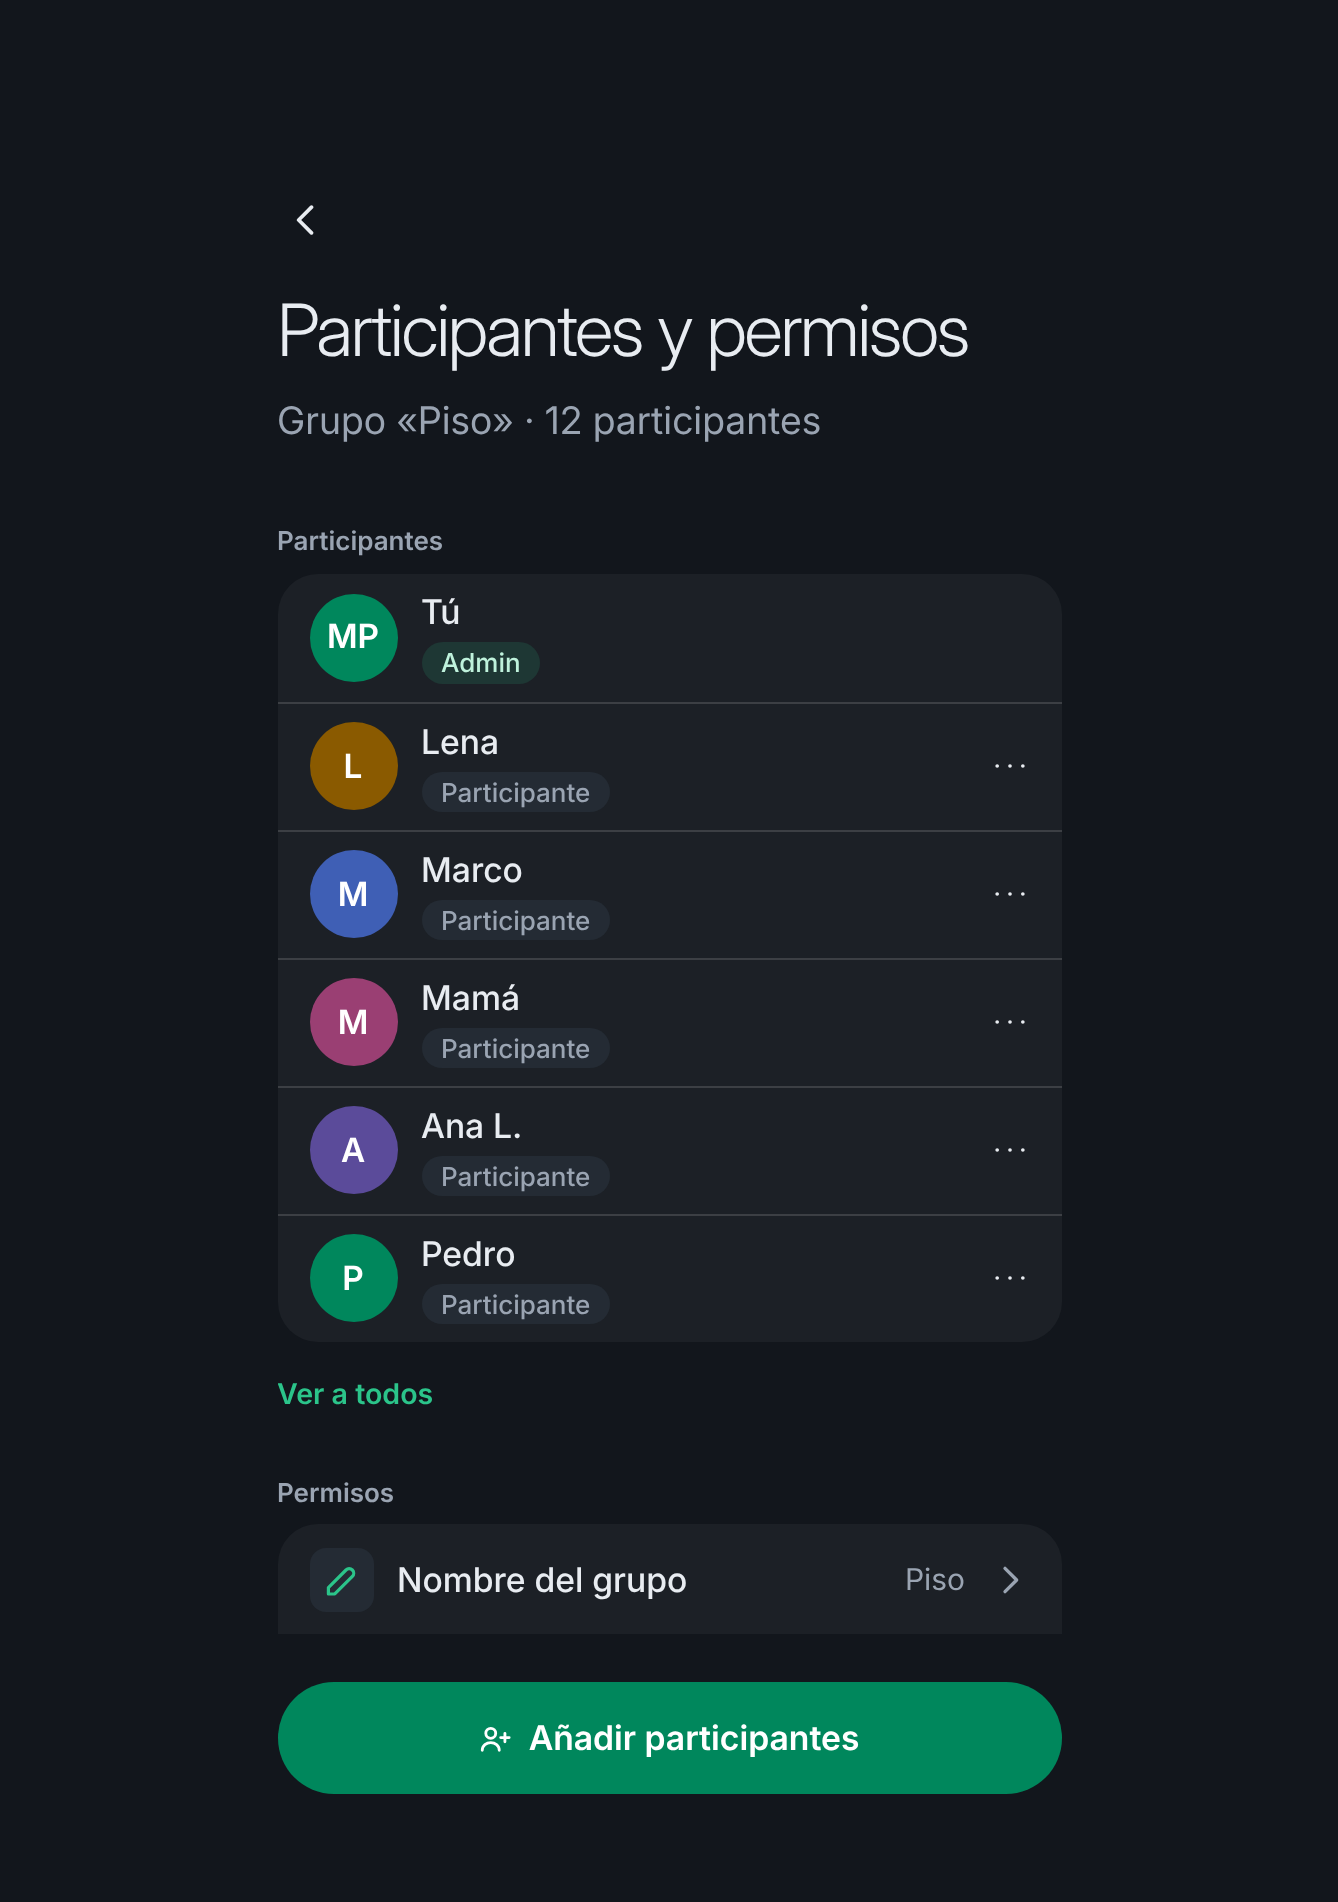 Participantes y permisos
Grupo «Piso» · 12 participantes
Participantes
MP
Tú
Admin
L
Lena
Participante
M
Marco
Participante
M
Mamá
Participante
A
Ana L.
Participante
P
Pedro
Participante
Ver a todos
Permisos
Nombre del grupo Piso
Añadir participantes